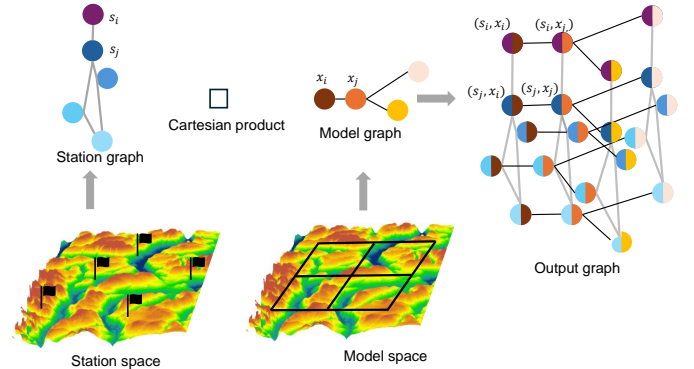 s_i
s_j
Station graph
Cartesian product
x_i x_j
Model graph
(s_i, x_i) (s_i, x_j)
(s_j, x_i) (s_j, x_j)
Output graph
Station space
Model space